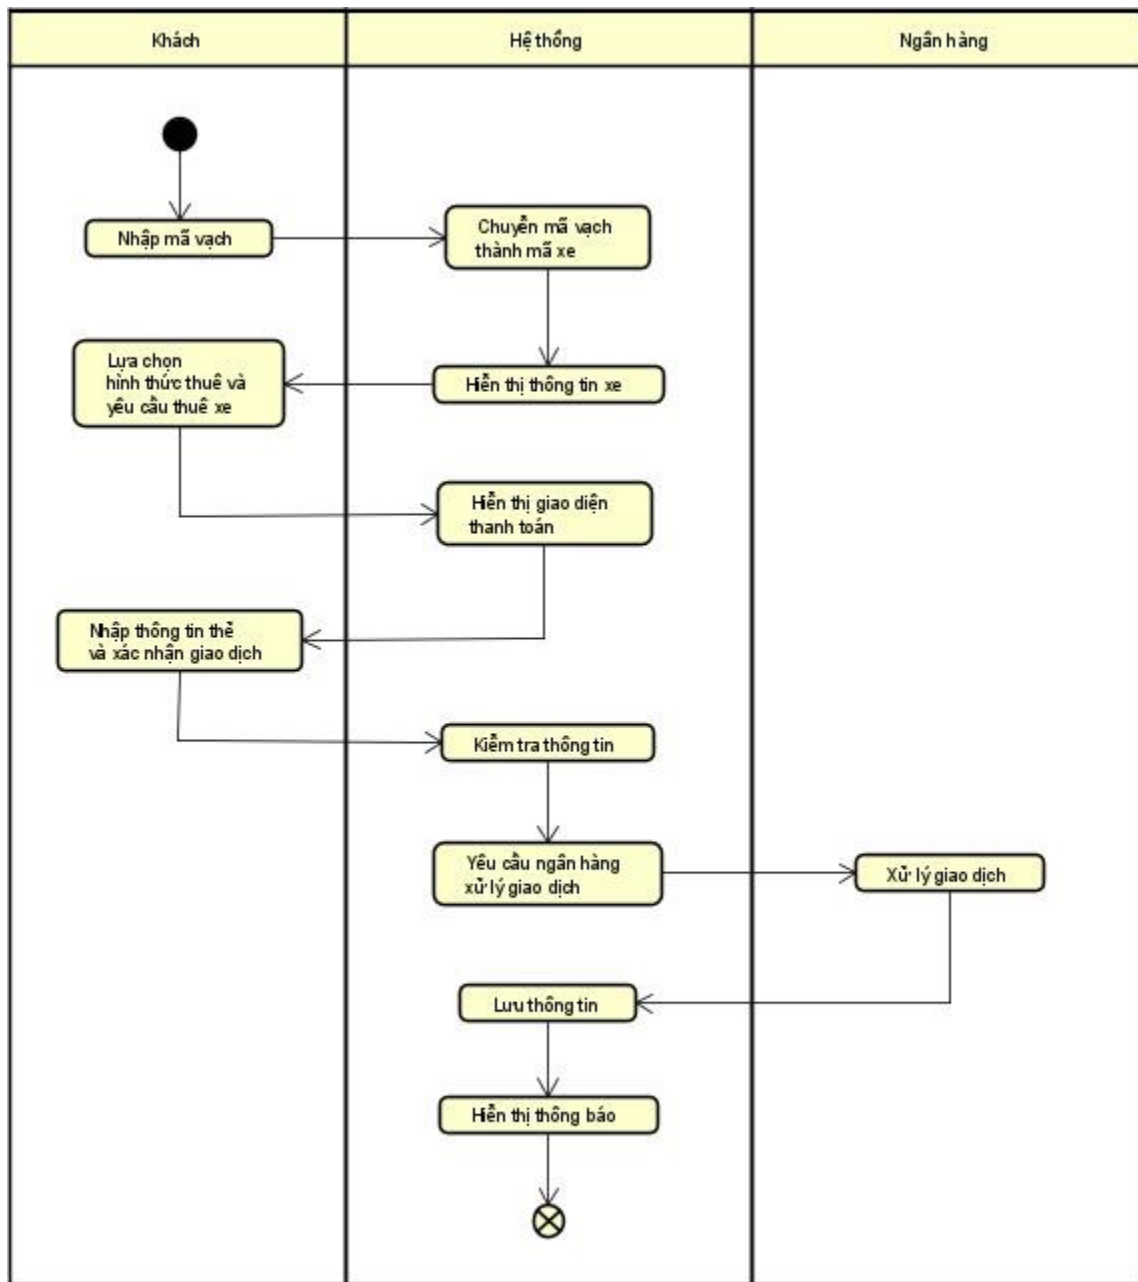 Khách
Hệ thống
Ngân hàng
Nhập mã vạch
Chuyển mã vạch
thành mã xe
Hiển thị thông tin xe
Lựa chọn
hình thức thuê và
yêu cầu thuê xe
Hiển thị giao diện
thanh toán
Nhập thông tin thẻ
và xác nhận giao dịch
Kiểm tra thông tin
Yêu cầu ngân hàng
xử lý giao dịch
Xử lý giao dịch
Lưu thông tin
Hiển thị thông báo